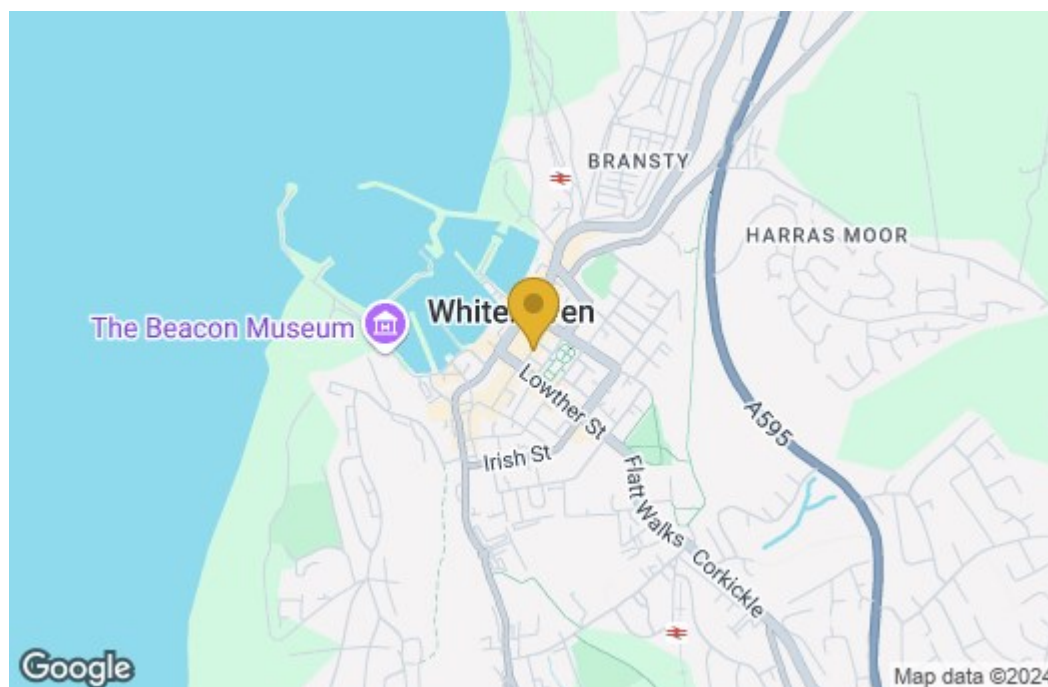 BRANSTY
HARRAS MOOR
The Beacon Museum
Lowther St
A595
Irish St
Flatt Walks
Corkickle
Google
Map data ©2024